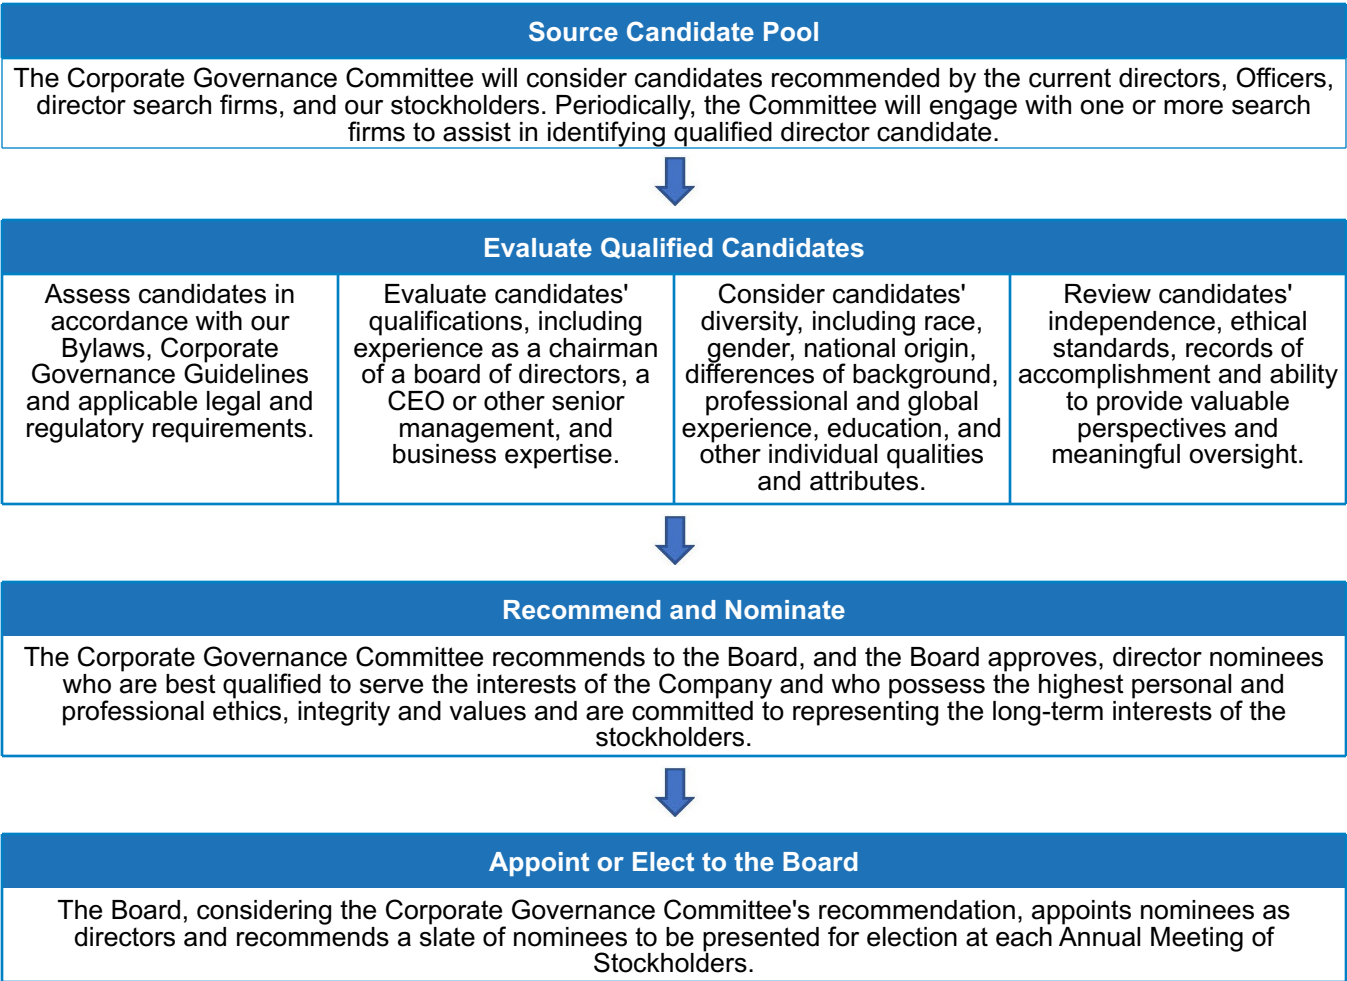 Source Candidate Pool
The Corporate Governance Committee will consider candidates recommended by the current directors, Officers,
director search firms, and our stockholders. Periodically, the Committee will engage with one or more search
firms to assist in identifying qualified director candidate.
Evaluate Qualified Candidates
Assess candidates in
accordance with our
Bylaws, Corporate
Governance Guidelines
and applicable legal and
regulatory requirements.
Evaluate candidates'
qualifications, including
experience as a chairman
of a board of directors, a
CEO or other senior
management, and
business expertise.
Consider candidates'
diversity, including race,
gender, national origin,
differences of background,
professional and global
experience, education, and
other individual qualities
and attributes.
Review candidates'
independence, ethical
standards, records of
accomplishment and ability
to provide valuable
perspectives and
meaningful oversight.
Recommend and Nominate
The Corporate Governance Committee recommends to the Board, and the Board approves, director nominees
who are best qualified to serve the interests of the Company and who possess the highest personal and
professional ethics, integrity and values and are committed to representing the long-term interests of the
stockholders.
Appoint or Elect to the Board
The Board, considering the Corporate Governance Committee's recommendation, appoints nominees as
directors and recommends a slate of nominees to be presented for election at each Annual Meeting of
Stockholders.